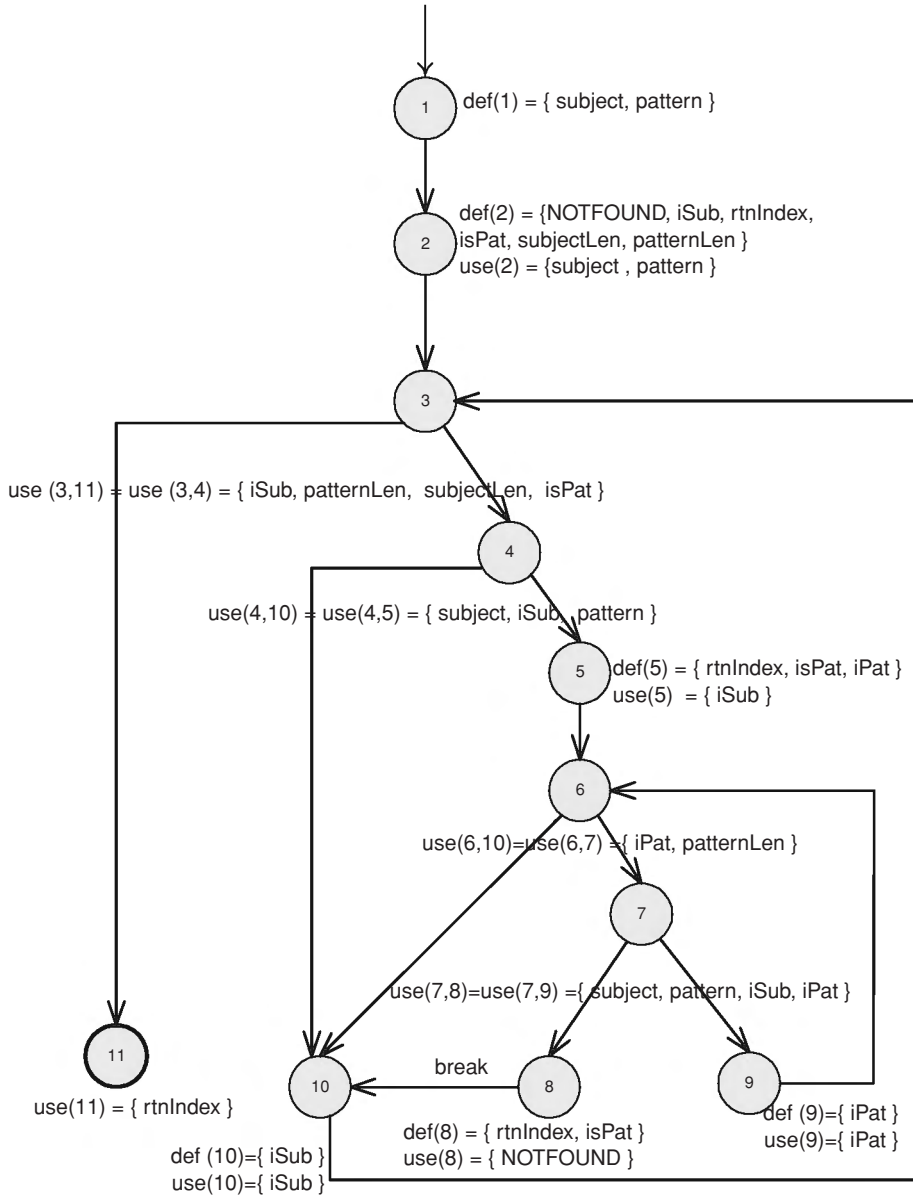 1
def(1) = { subject, pattern }
def(2) = {NOTFOUND, iSub, rtnIndex,
isPat, subjectLen, patternLen }
2
use(2) = {subject , pattern }
3
use (3,11) = use (3,4) = { iSub, patternLen, subjectLen, isPat }
4
use(4,10) = use(4,5) = { subject, iSub, pattern }
5
def(5) = { rtnIndex, isPat, iPat }
use(5) = { iSub }
6
use(6,10)=use(6,7) ={ iPat, patternLen }
7
use(7,8)=use(7,9) ={ subject, pattern, iSub, iPat }
11
break
10
8
9
use(11) = { rtnIndex }
def(8) = { rtnIndex, isPat }
use(8) = { NOTFOUND }
def (9)={ iPat }
use(9)={ iPat }
def (10)={ iSub }
use(10)={ iSub }